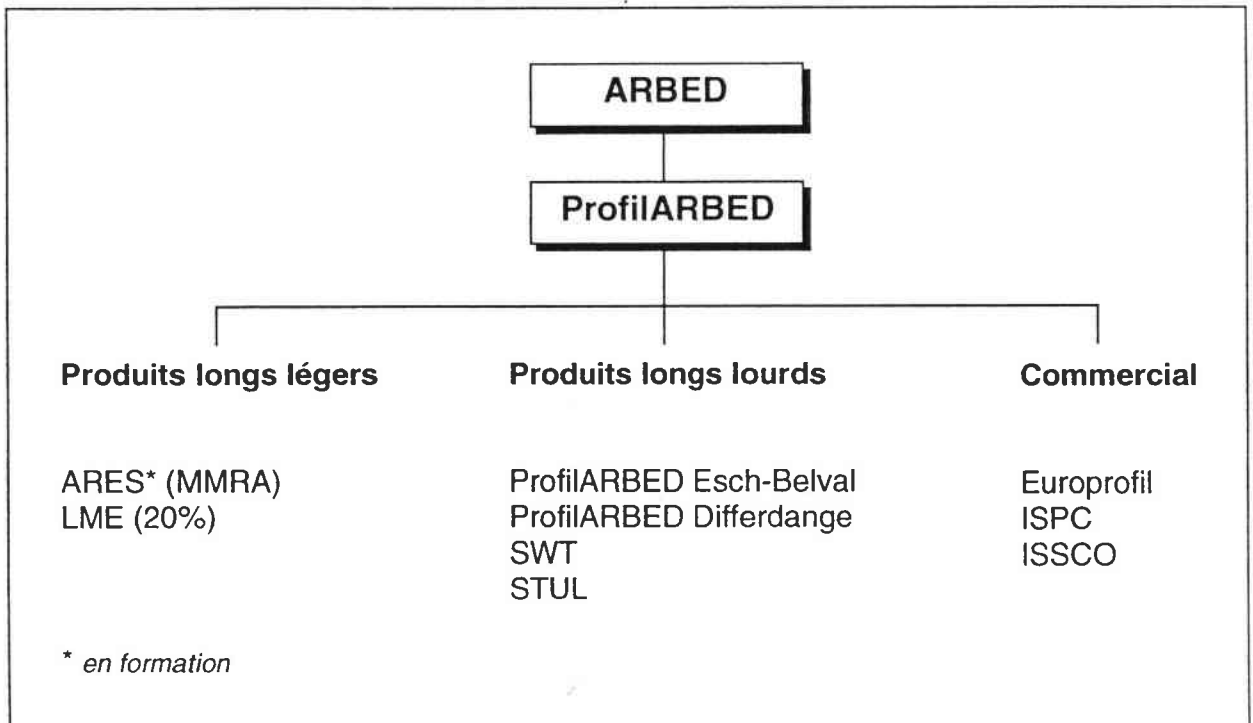 ARBED
ProfilARBED
Produits longs légers
ARES* (MMRA)
LME (20%)
* en formation
Produits longs lourds
ProfilARBED Esch-Belval
ProfilARBED Differdange
SWT
STUL
Commercial
Europrofil
ISPC
ISSCO